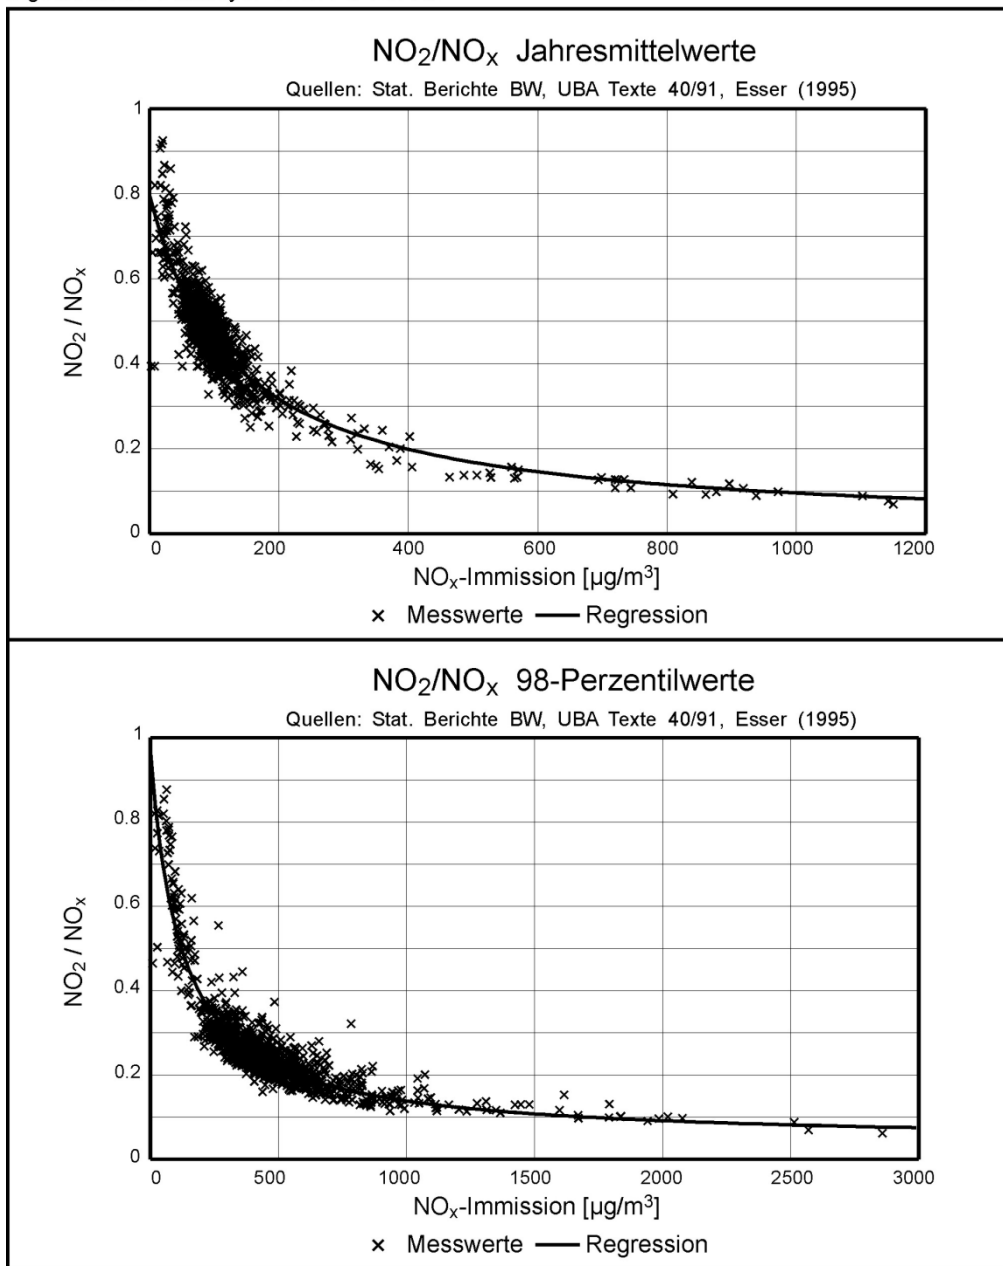 NO₂/NOₓ Jahresmittelwerte
Quellen: Stat. Berichte BW, UBA Texte 40/91, Esser (1995)
1
0.8
0.6
0.4
0.2
0
NO₂ / NOₓ
0 200 400 600 800 1000 1200
NOₓ-Immission [µg/m³]
× Messwerte — Regression
NO₂/NOₓ 98-Perzentilwerte
Quellen: Stat. Berichte BW, UBA Texte 40/91, Esser (1995)
1
0.8
0.6
0.4
0.2
0
NO₂ / NOₓ
0 500 1000 1500 2000 2500 3000
NOₓ-Immission [µg/m³]
× Messwerte — Regression